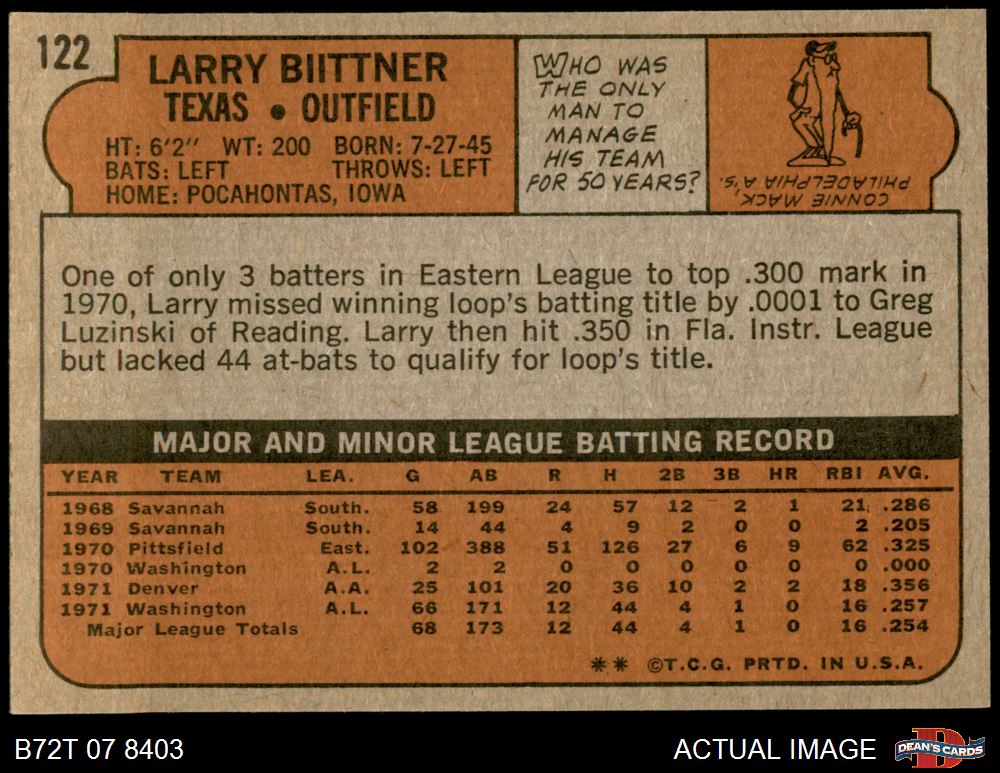 122
LARRY BIITTNER
TEXAS • OUTFIELD
HT: 6'2" WT: 200 BORN: 7-27-45
BATS: LEFT THROWS: LEFT
HOME: POCAHONTAS, IOWA
WHO WAS
THE ONLY
MAN TO
MANAGE
HIS TEAM
FOR 50 YEARS?
CONNIE MACK,
PHILADELPHIA A'S.
One of only 3 batters in Eastern League to top .300 mark in
1970, Larry missed winning loop's batting title by .0001 to Greg
Luzinski of Reading. Larry then hit .350 in Fla. Instr. League
but lacked 44 at-bats to qualify for loop's title.
MAJOR AND MINOR LEAGUE BATTING RECORD
YEAR TEAM LEA. G AB R H 2B 3B HR RBI AVG.
1968 Savannah South. 58 199 24 57 12 2 1 21 .286
1969 Savannah South. 14 44 4 9 2 0 0 2 .205
1970 Pittsfield East. 102 388 51 126 27 6 9 62 .325
1970 Washington A.L. 2 2 0 0 0 0 0 0 .000
1971 Denver A.A. 25 101 20 36 10 2 2 18 .356
1971 Washington A.L. 66 171 12 44 4 1 0 16 .257
Major League Totals 68 173 12 44 4 1 0 16 .254
** ©T.C.G. PRTD. IN U.S.A.
B72T 07 8403
ACTUAL IMAGE
D
DEAN'S CARDS